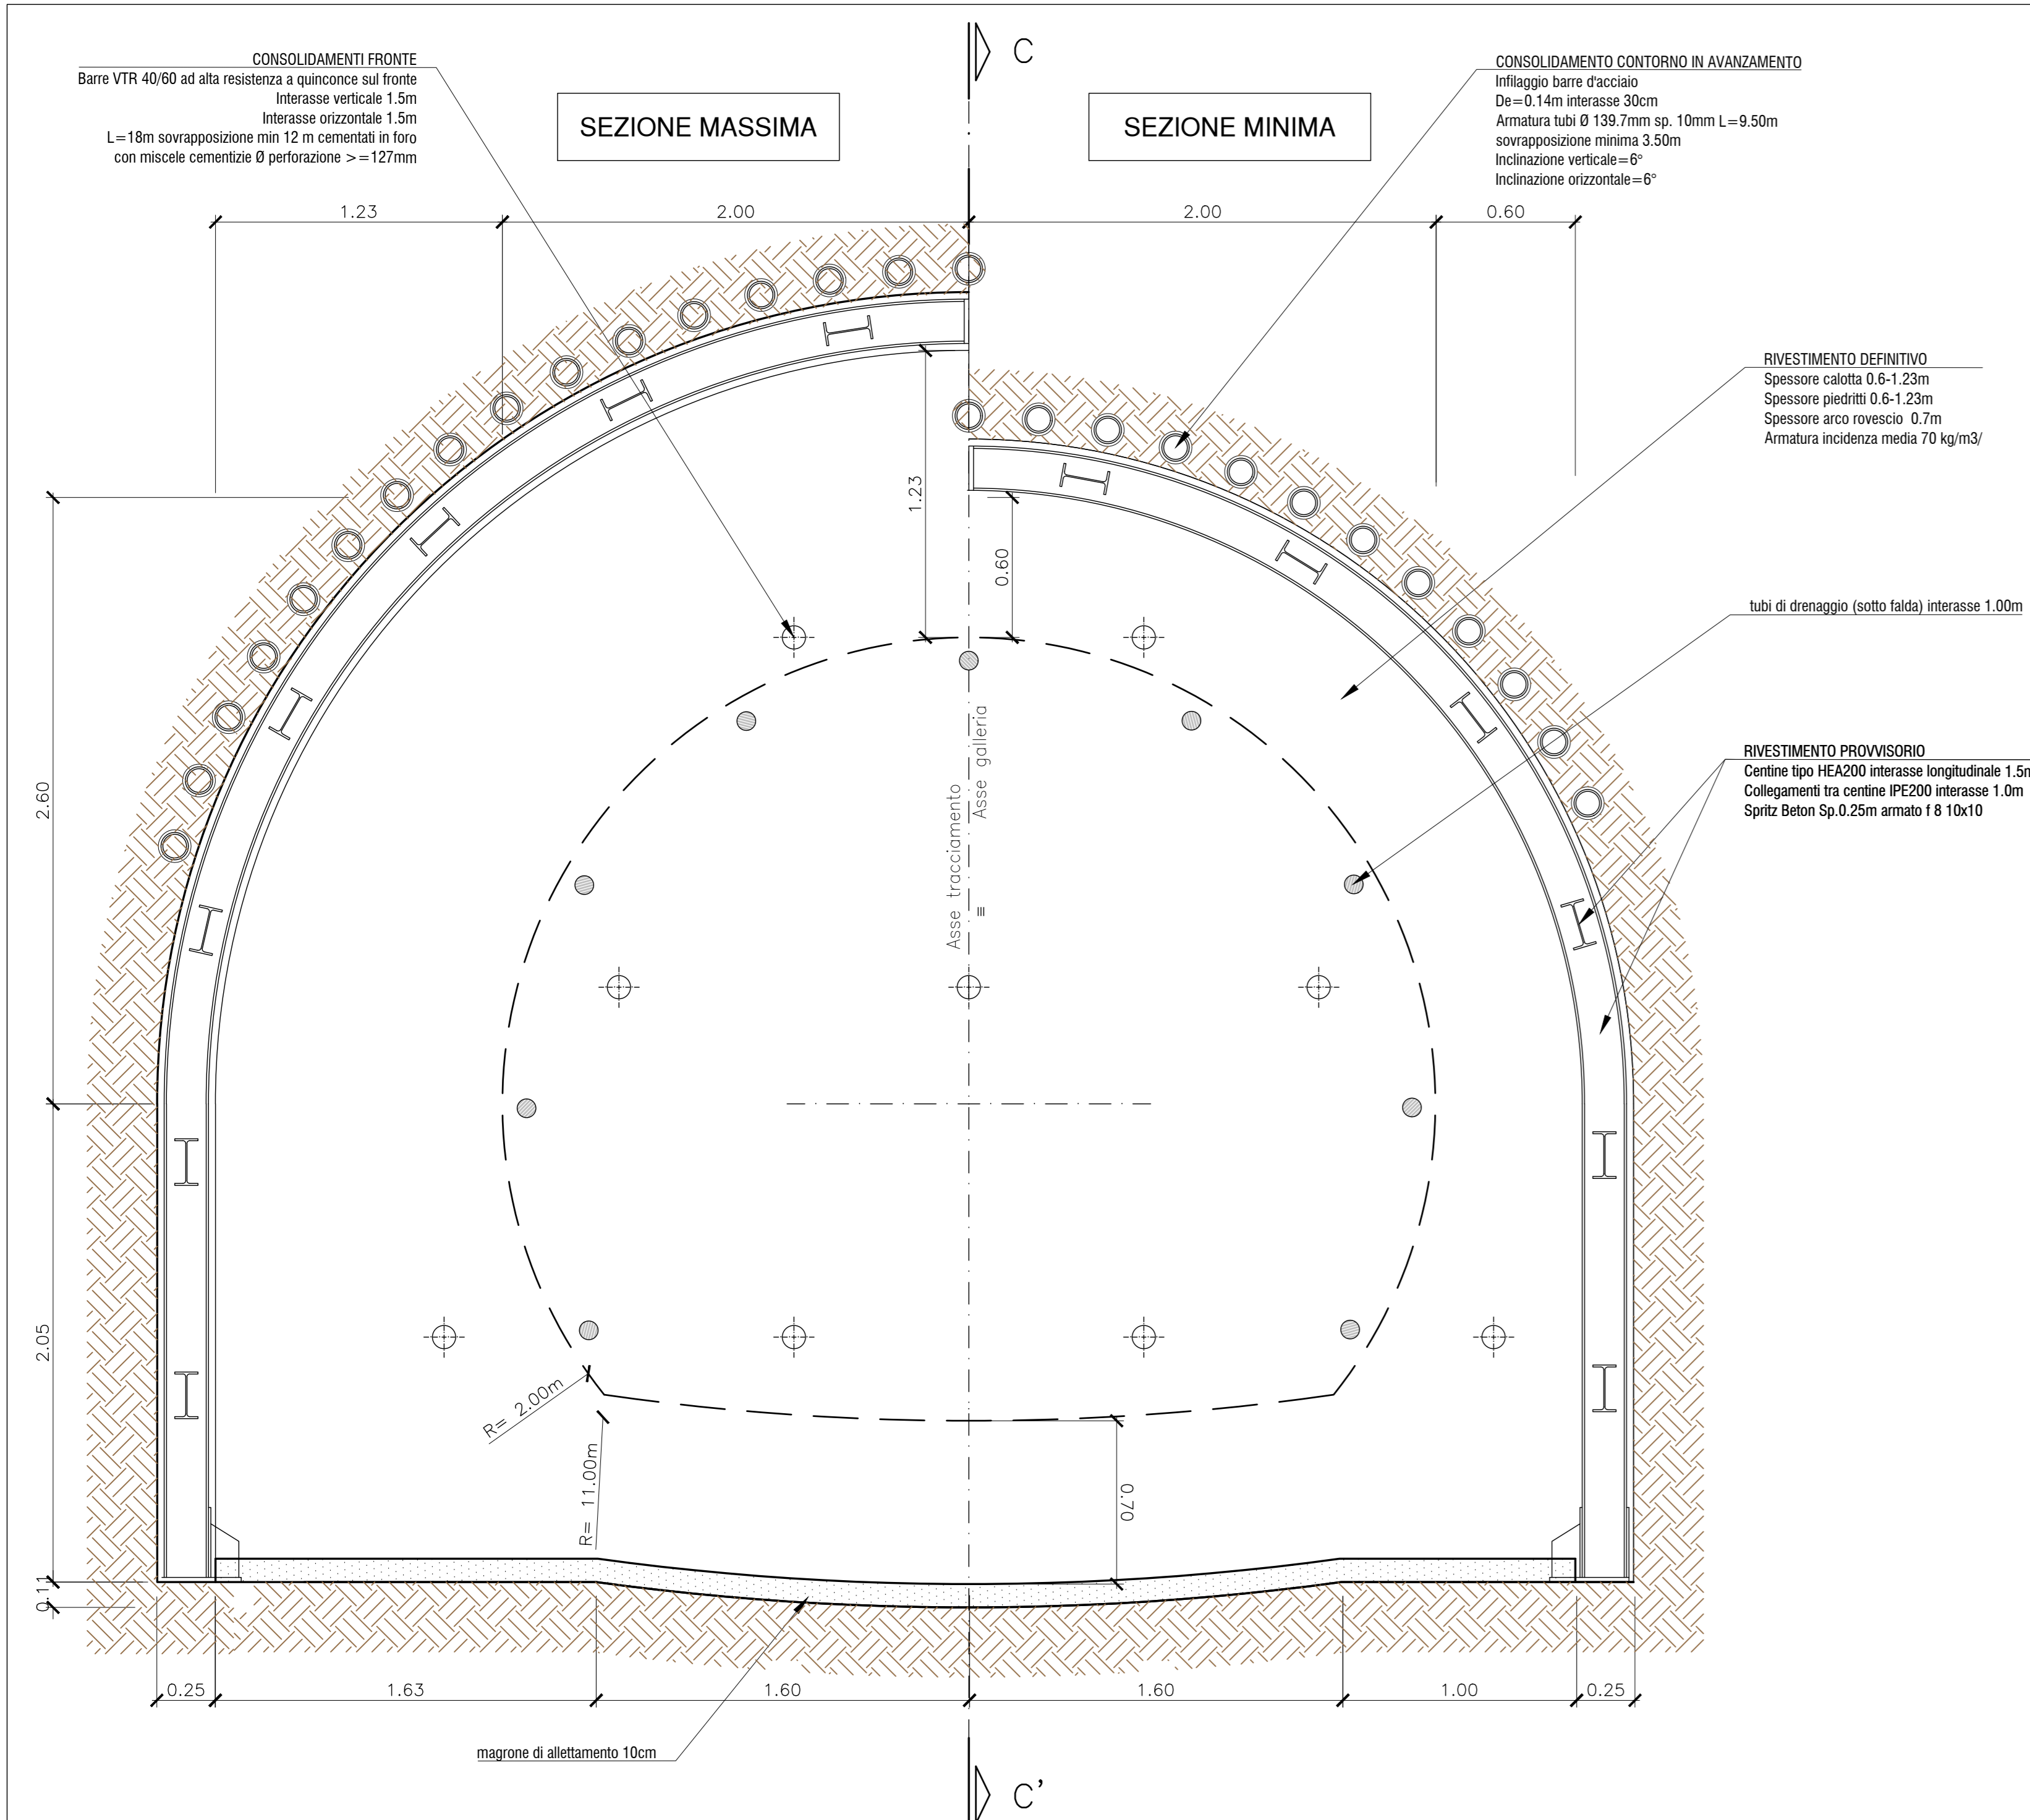 C
CONSOLIDAMENTI FRONTE
Barre VTR 40/60 ad alta resistenza a quinconce sul fronte
Interasse verticale 1.5m
Interasse orizzontale 1.5m
L=18m sovrapposizione min 12 m cementati in foro
con miscele cementizie Ø perforazione >=127mm
SEZIONE MASSIMA
SEZIONE MINIMA
CONSOLIDAMENTO CONTORNO IN AVANZAMENTO
Infilaggio barre d'acciaio
De=0.14m interasse 30cm
Armatura tubi Ø 139.7mm sp. 10mm L=9.50m
sovrapposizione minima 3.50m
Inclinazione verticale=6°
Inclinazione orizzontale=6°
1.23
2.00
2.00
0.60
RIVESTIMENTO DEFINITIVO
Spessore calotta 0.6-1.23m
Spessore piedritti 0.6-1.23m
Spessore arco rovescio 0.7m
Armatura incidenza media 70 kg/m3/
1.23
0.60
tubi di drenaggio (sotto falda) interasse 1.00m
RIVESTIMENTO PROVVISORIO
Centine tipo HEA200 interasse longitudinale 1.5m
Collegamenti tra centine IPE200 interasse 1.0m
Spritz Beton Sp.0.25m armato f 8 10x10
Asse tracciamento
≡
Asse galleria
2.60
2.05
0.11
R= 2.00m
R= 11.00m
0.70
0.25
1.63
1.60
1.60
1.00
0.25
magrone di allettamento 10cm
C'